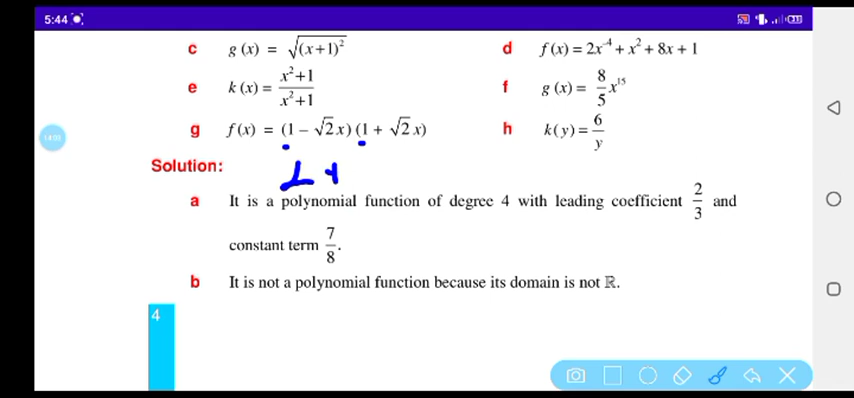 5:44
c g(x) = √(x+1)² d f(x) = 2x⁻⁴ + x² + 8x + 1
e k(x) = (x²+1)/(x²+1) f g(x) = 8/5 x¹⁵
g f(x) = (1 − √2 x)(1 + √2 x) h k(y) = 6/y
Solution:
a It is a polynomial function of degree 4 with leading coefficient 2/3 and
constant term 7/8.
b It is not a polynomial function because its domain is not ℝ.
4